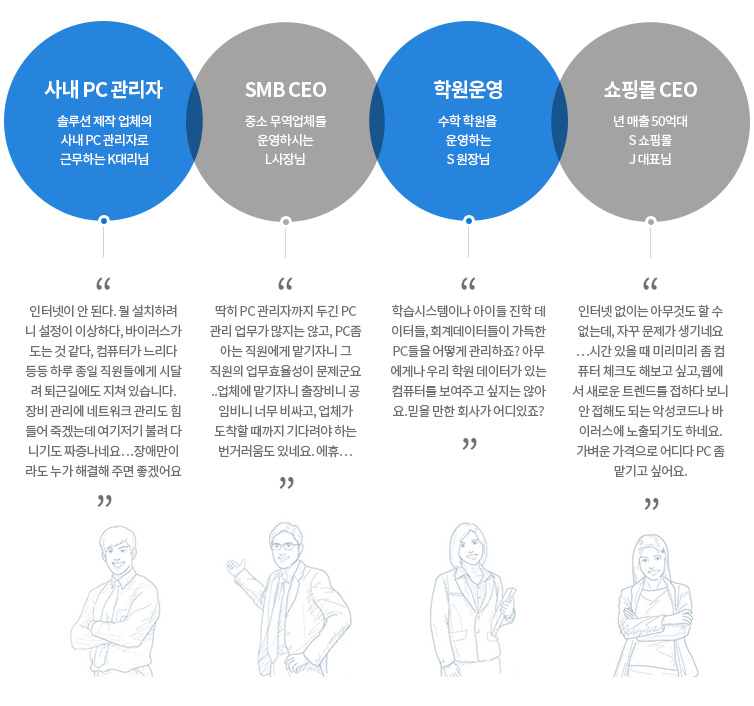 사내 PC 관리자
솔루션 제작 업체의
사내 PC 관리자로
근무하는 K대리님
SMB CEO
중소 무역업체를
운영하시는
L사장님
학원운영
수학 학원을
운영하는
S 원장님
쇼핑몰 CEO
년 매출 50억대
S 쇼핑몰
J 대표님
“
인터넷이 안 된다. 뭘 설치하려
니 설정이 이상하다, 바이러스가
도는 것 같다, 컴퓨터가 느리다
등등 하루 종일 직원들에게 시달
려 퇴근길에도 지쳐 있습니다.
장비 관리에 네트워크 관리도 힘
들어 죽겠는데 여기저기 불려 다
니기도 짜증나네요…장애만이
라도 누가 해결해 주면 좋겠어요
”
“
딱히 PC 관리자까지 두긴 PC
관리 업무가 많지는 않고, PC좀
아는 직원에게 맡기자니 그
직원의 업무효율성이 문제군요
..업체에 맡기자니 출장비니 공
임비니 너무 비싸고, 업체가
도착할 때까지 기다려야 하는
번거러움도 있네요. 에휴…
”
“
학습시스템이나 아이들 진학 데
이터들, 회계데이터들이 가득한
PC들을 어떻게 관리하죠? 아무
에게나 우리 학원 데이터가 있는
컴퓨터를 보여주고 싶지는 않아
요.믿을 만한 회사가 어디있죠?
”
“
인터넷 없이는 아무것도 할 수
없는데, 자꾸 문제가 생기네요
…시간 있을 때 미리미리 좀 컴
퓨터 체크도 해보고 싶고,웹에
서 새로운 트렌드를 접하다 보니
안 접해도 되는 악성코드나 바
이러스에 노출되기도 하네요.
가벼운 가격으로 어디다 PC 좀
맡기고 싶어요.
”